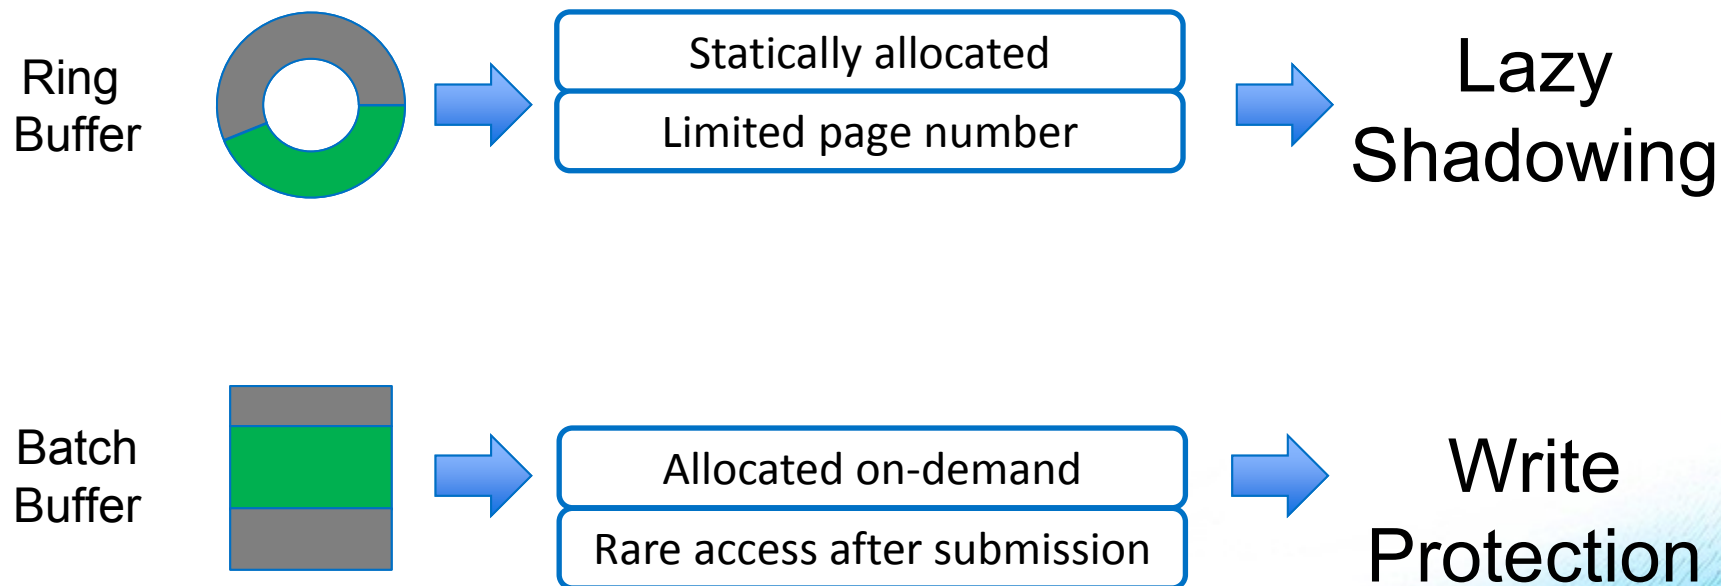 Ring
Buffer
Statically allocated
Limited page number
Lazy
Shadowing
Batch
Buffer
Allocated on-demand
Rare access after submission
Write
Protection